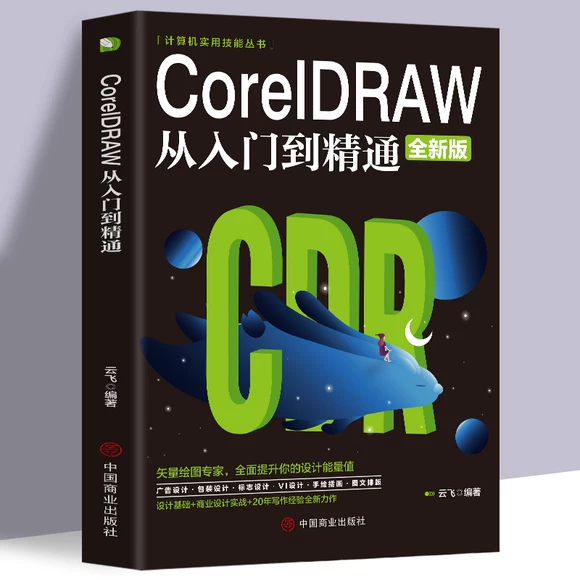 「计算机实用技能丛书」
CorelDRAW
从入门到精通
全新版
CDR
矢量绘图专家，全面提升你的设计能量值
广告设计·包装设计·标志设计·VI设计·手绘插画·图文排版
设计基础+商业设计实战+20年写作经验全新力作
云飞◎编著
中国商业出版社
CorelDRAW 从入门到精通
云飞◎编著
中国商业出版社